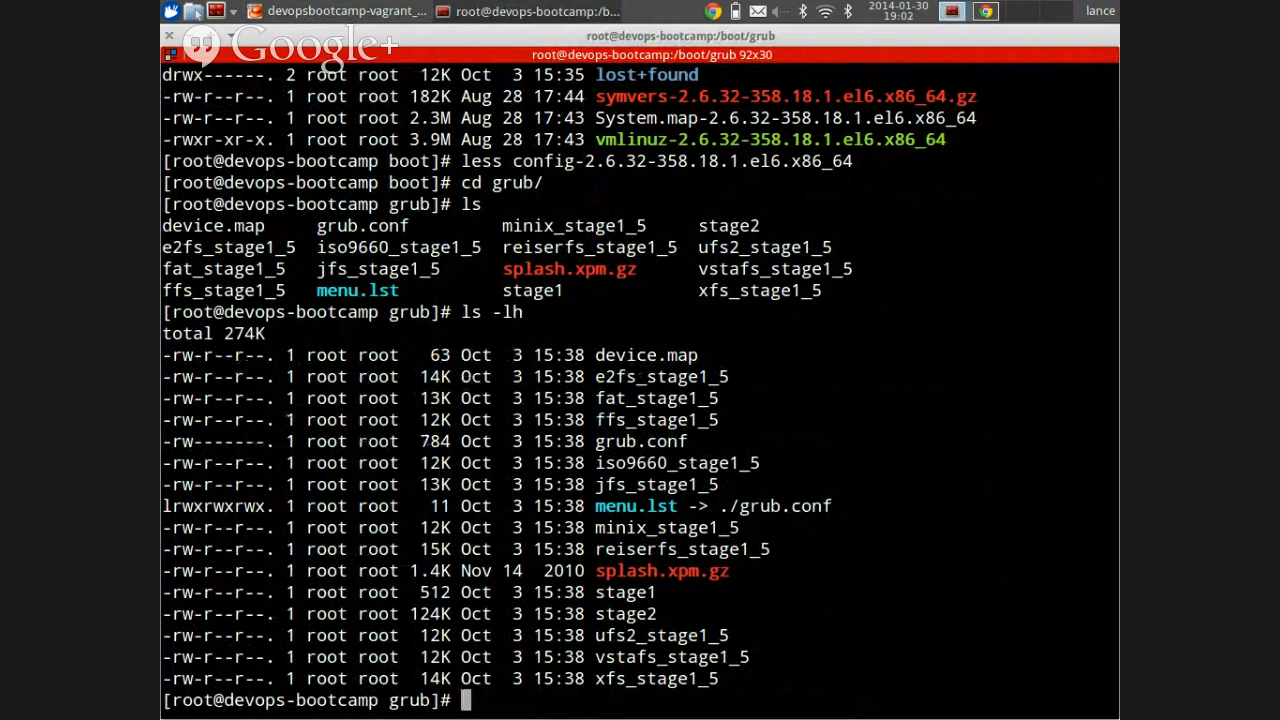 devopsbootcamp-vagrant_... root@devops-bootcamp:/b... 2014-01-30 19:02 lance
root@devops-bootcamp:/boot/grub
Google+
root@devops-bootcamp:/boot/grub 92x30
drwx------. 2 root root 12K Oct 3 15:35 lost+found
-rw-r--r--. 1 root root 182K Aug 28 17:44 symvers-2.6.32-358.18.1.el6.x86_64.gz
-rw-r--r--. 1 root root 2.3M Aug 28 17:43 System.map-2.6.32-358.18.1.el6.x86_64
-rwxr-xr-x. 1 root root 3.9M Aug 28 17:43 vmlinuz-2.6.32-358.18.1.el6.x86_64
[root@devops-bootcamp boot]# less config-2.6.32-358.18.1.el6.x86_64
[root@devops-bootcamp boot]# cd grub/
[root@devops-bootcamp grub]# ls
device.map grub.conf minix_stage1_5 stage2
e2fs_stage1_5 iso9660_stage1_5 reiserfs_stage1_5 ufs2_stage1_5
fat_stage1_5 jfs_stage1_5 splash.xpm.gz vstafs_stage1_5
ffs_stage1_5 menu.lst stage1 xfs_stage1_5
[root@devops-bootcamp grub]# ls -lh
total 274K
-rw-r--r--. 1 root root 63 Oct 3 15:38 device.map
-rw-r--r--. 1 root root 14K Oct 3 15:38 e2fs_stage1_5
-rw-r--r--. 1 root root 13K Oct 3 15:38 fat_stage1_5
-rw-r--r--. 1 root root 12K Oct 3 15:38 ffs_stage1_5
-rw-------. 1 root root 784 Oct 3 15:38 grub.conf
-rw-r--r--. 1 root root 12K Oct 3 15:38 iso9660_stage1_5
-rw-r--r--. 1 root root 13K Oct 3 15:38 jfs_stage1_5
lrwxrwxrwx. 1 root root 11 Oct 3 15:38 menu.lst -> ./grub.conf
-rw-r--r--. 1 root root 12K Oct 3 15:38 minix_stage1_5
-rw-r--r--. 1 root root 15K Oct 3 15:38 reiserfs_stage1_5
-rw-r--r--. 1 root root 1.4K Nov 14 2010 splash.xpm.gz
-rw-r--r--. 1 root root 512 Oct 3 15:38 stage1
-rw-r--r--. 1 root root 124K Oct 3 15:38 stage2
-rw-r--r--. 1 root root 12K Oct 3 15:38 ufs2_stage1_5
-rw-r--r--. 1 root root 12K Oct 3 15:38 vstafs_stage1_5
-rw-r--r--. 1 root root 14K Oct 3 15:38 xfs_stage1_5
[root@devops-bootcamp grub]#